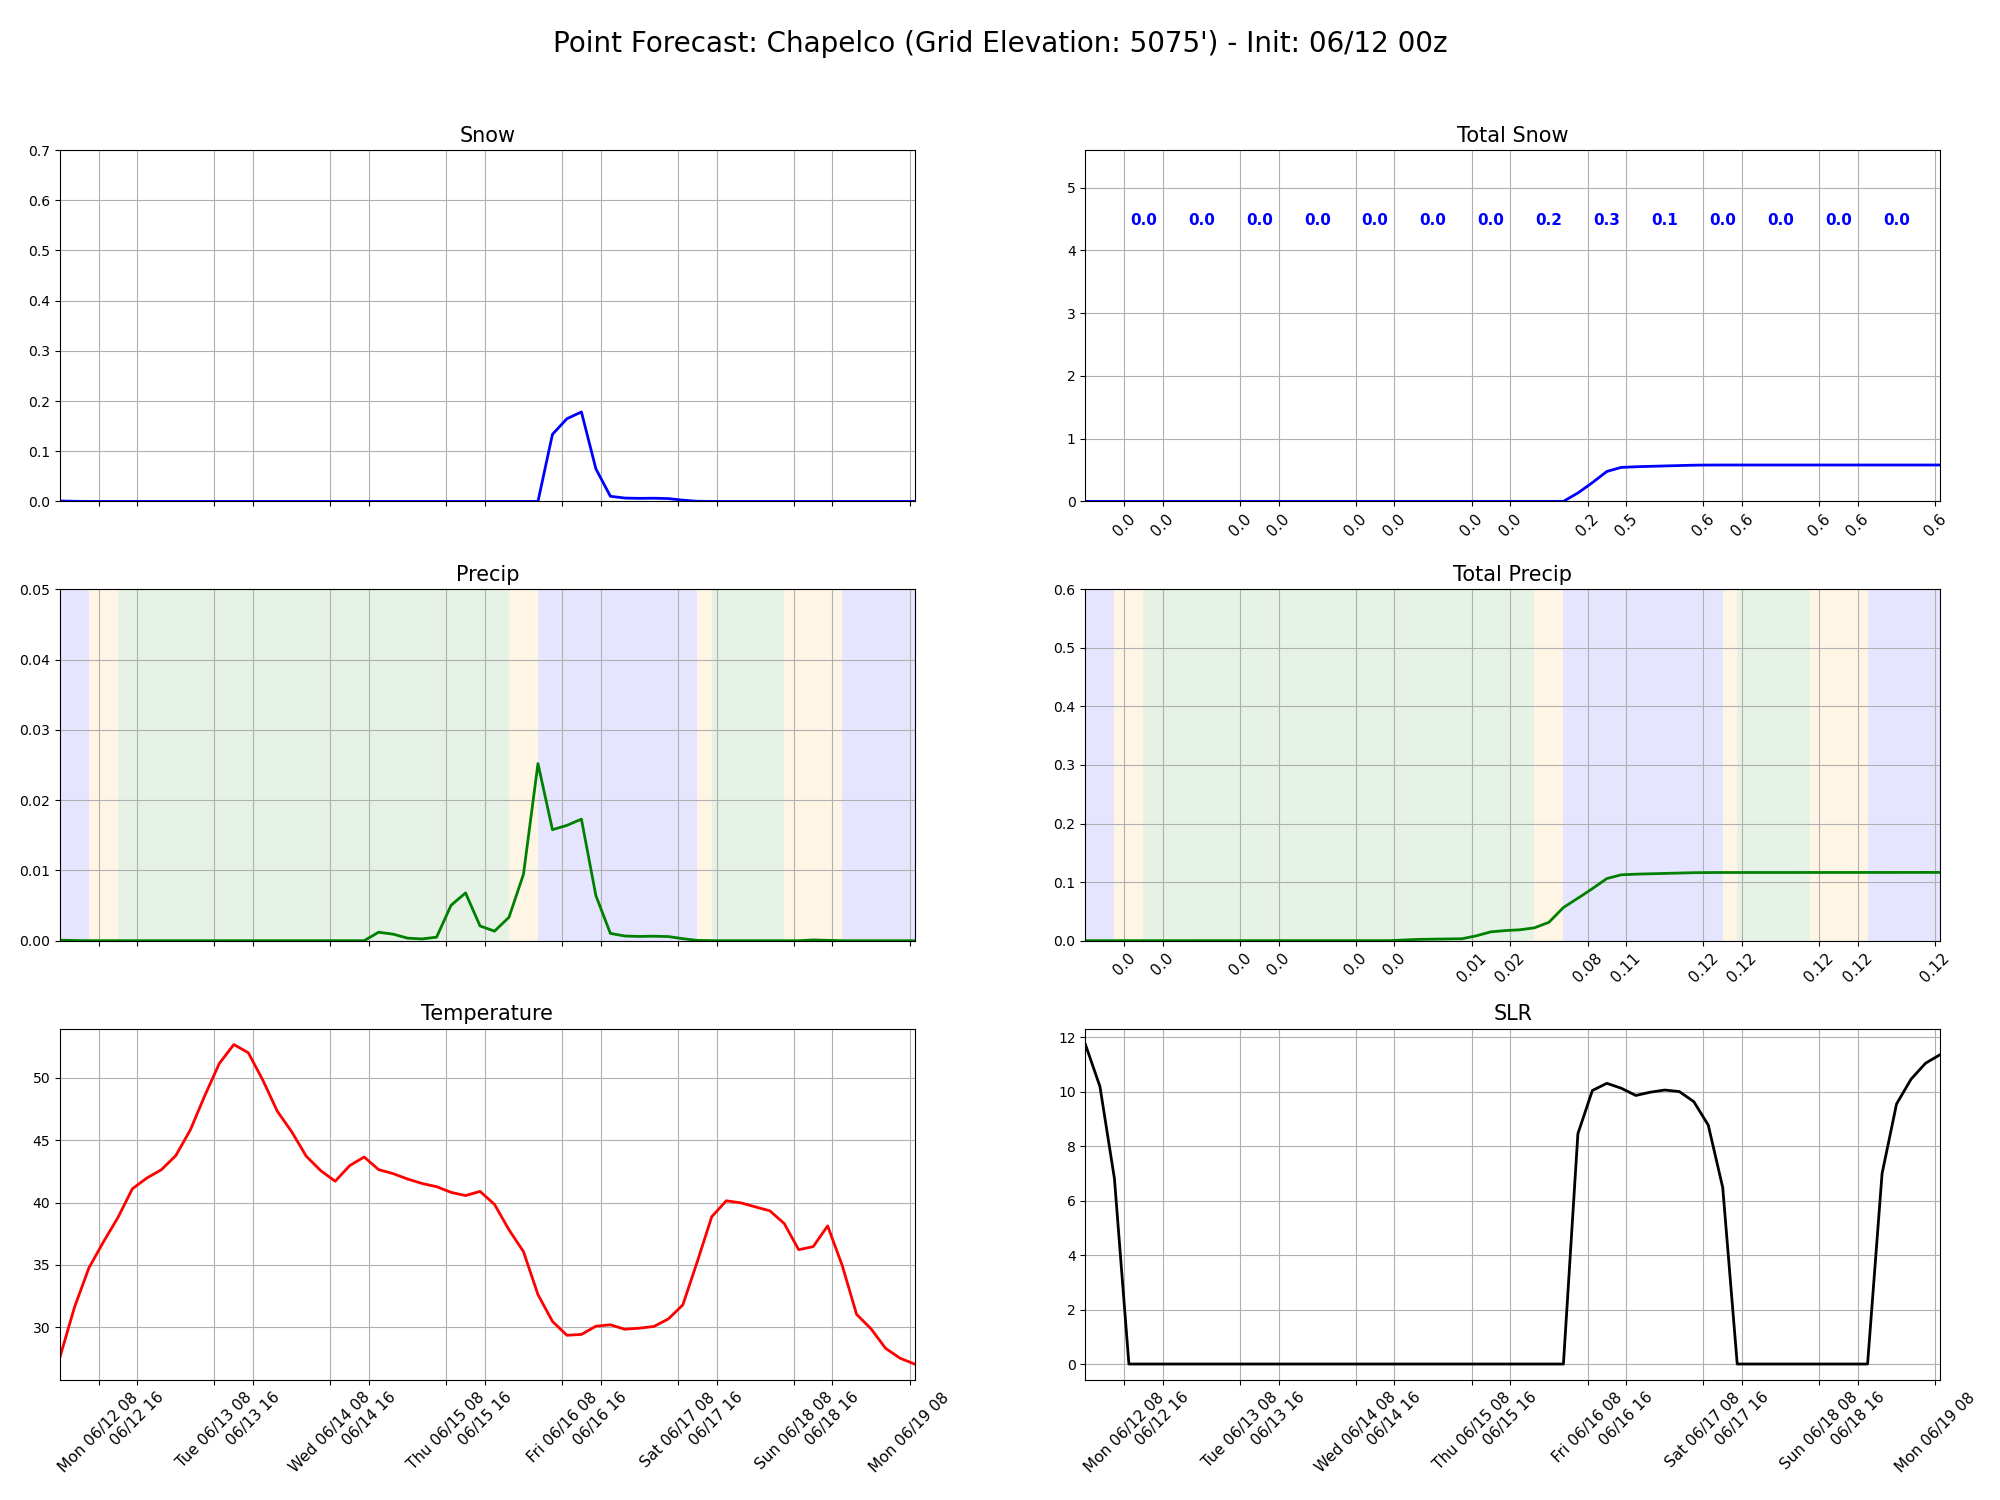 Point Forecast: Chapelco (Grid Elevation: 5075') - Init: 06/12 00z
Snow
0.7
0.6
0.5
0.4
0.3
0.2
0.1
0.0
Total Snow
5
4
3
2
1
0
0.0 0.0 0.0 0.0 0.0 0.0 0.0 0.2 0.3 0.1 0.0 0.0 0.0 0.0
0.0 0.0 0.0 0.0 0.0 0.0 0.0 0.0 0.2 0.5 0.6 0.6 0.6 0.6 0.6
Precip
0.05
0.04
0.03
0.02
0.01
0.00
Total Precip
0.6
0.5
0.4
0.3
0.2
0.1
0.0
0.0 0.0 0.0 0.0 0.0 0.0 0.01 0.02 0.08 0.11 0.12 0.12 0.12 0.12 0.12
Temperature
50
45
40
35
30
Mon 06/12 08
06/12 16
Tue 06/13 08
06/13 16
Wed 06/14 08
06/14 16
Thu 06/15 08
06/15 16
Fri 06/16 08
06/16 16
Sat 06/17 08
06/17 16
Sun 06/18 08
06/18 16
Mon 06/19 08
SLR
12
10
8
6
4
2
0
Mon 06/12 08
06/12 16
Tue 06/13 08
06/13 16
Wed 06/14 08
06/14 16
Thu 06/15 08
06/15 16
Fri 06/16 08
06/16 16
Sat 06/17 08
06/17 16
Sun 06/18 08
06/18 16
Mon 06/19 08